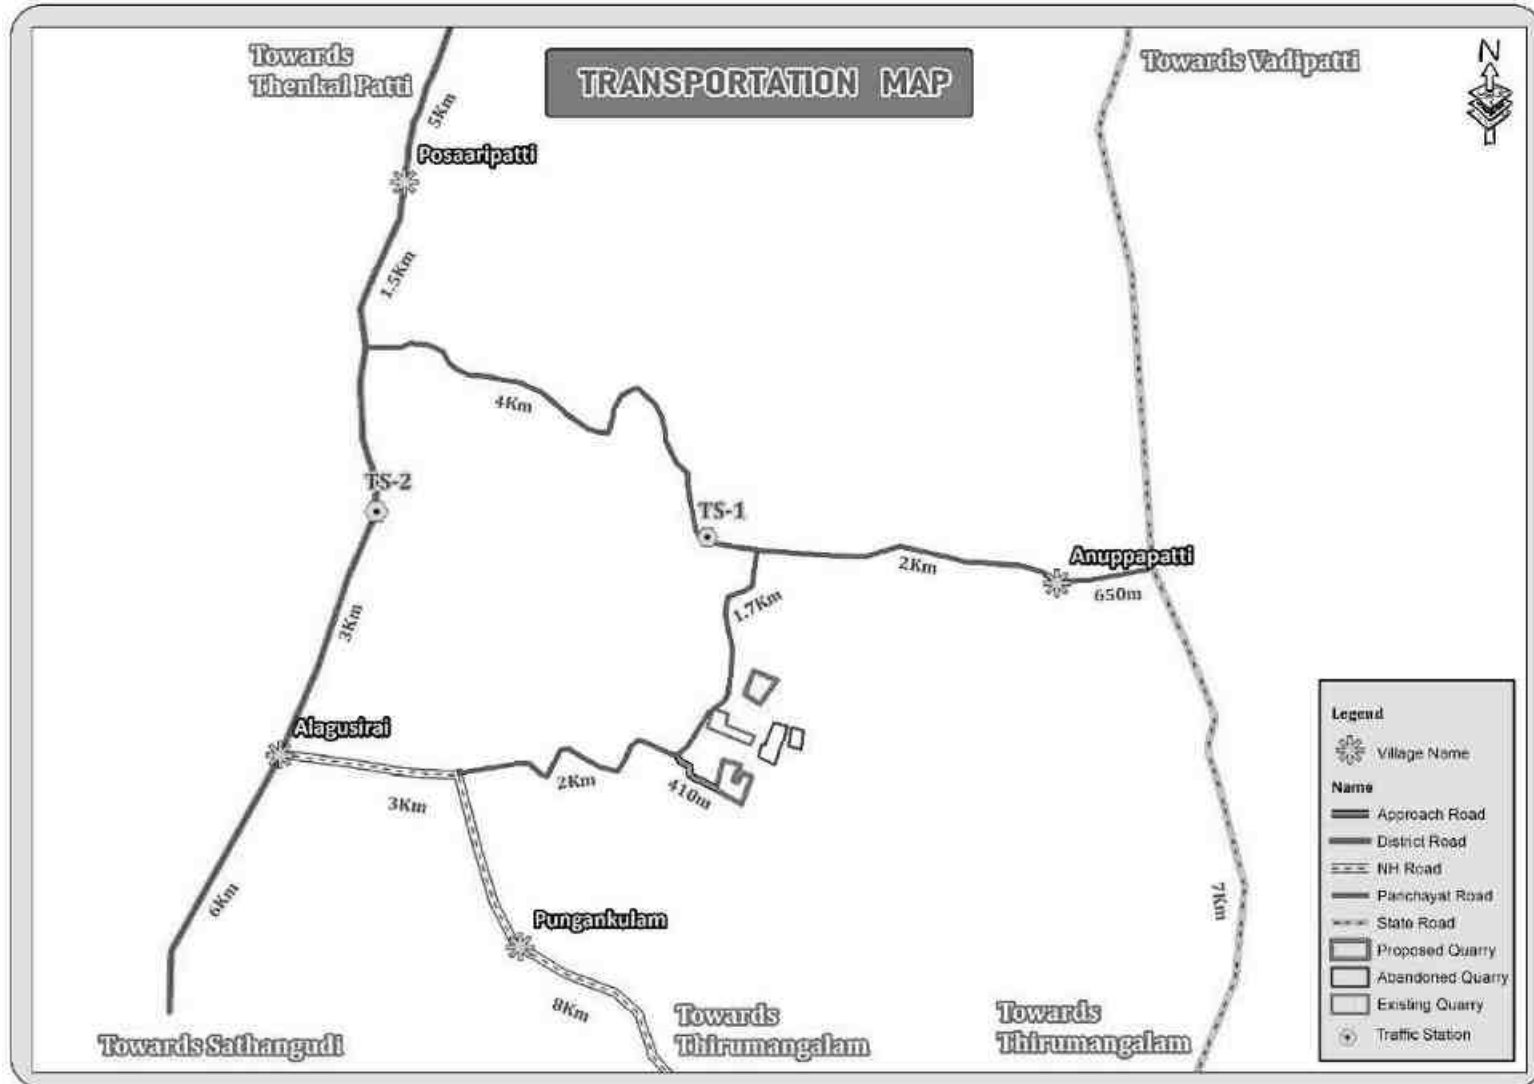 Towards
Thenkal Patti
TRANSPORTATION MAP
Towards Vadipatti
N
5Km
Posaaripatti
1.5Km
4Km
TS-2
TS-1
Anuppapatti
2Km
650m
1.7Km
3Km
Alagusirai
3Km
2Km
410m
6Km
Pungankulam
7Km
8Km
Towards Sathangudi
Towards
Thirumangalam
Towards
Thirumangalam
Legend
Village Name
Name
Approach Road
District Road
NH Road
Panchayat Road
State Road
Proposed Quarry
Abandoned Quarry
Existing Quarry
Traffic Station